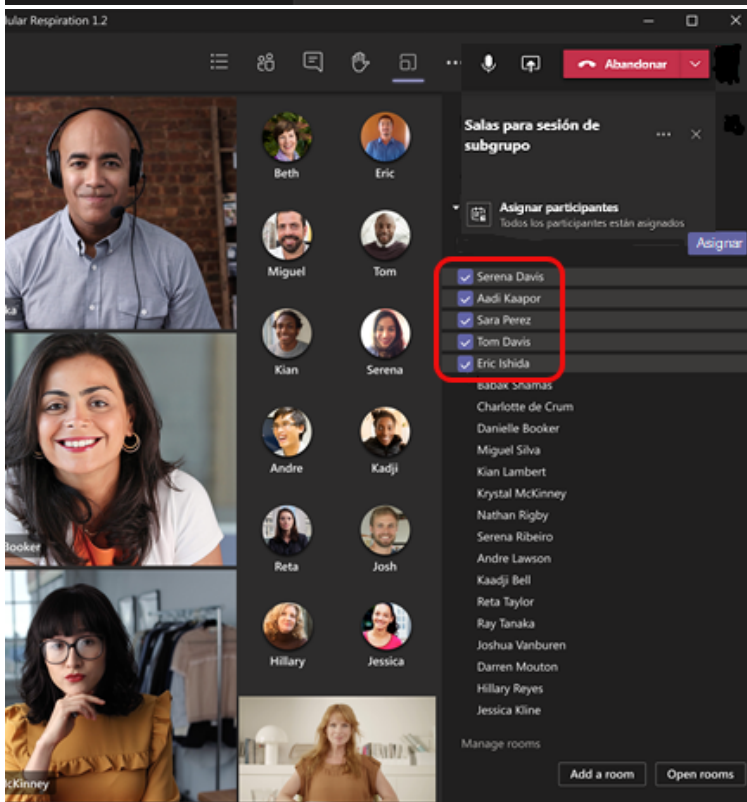 lular Respiration 1.2
Abandonar
Salas para sesión de
subgrupo
Asignar participantes
Todos los participantes están asignados
Asignar
Serena Davis
Aadi Kaapor
Sara Perez
Tom Davis
Eric Ishida
Babak Shamas
Charlotte de Crum
Danielle Booker
Miguel Silva
Kian Lambert
Krystal McKinney
Nathan Rigby
Serena Ribeiro
Andre Lawson
Kaadji Bell
Reta Taylor
Ray Tanaka
Joshua Vanburen
Darren Mouton
Hillary Reyes
Jessica Kline
Manage rooms
Add a room
Open rooms
Beth
Eric
Miguel
Tom
Kian
Serena
Andre
Kadji
Reta
Josh
Hillary
Jessica
ka
Booker
cKinney